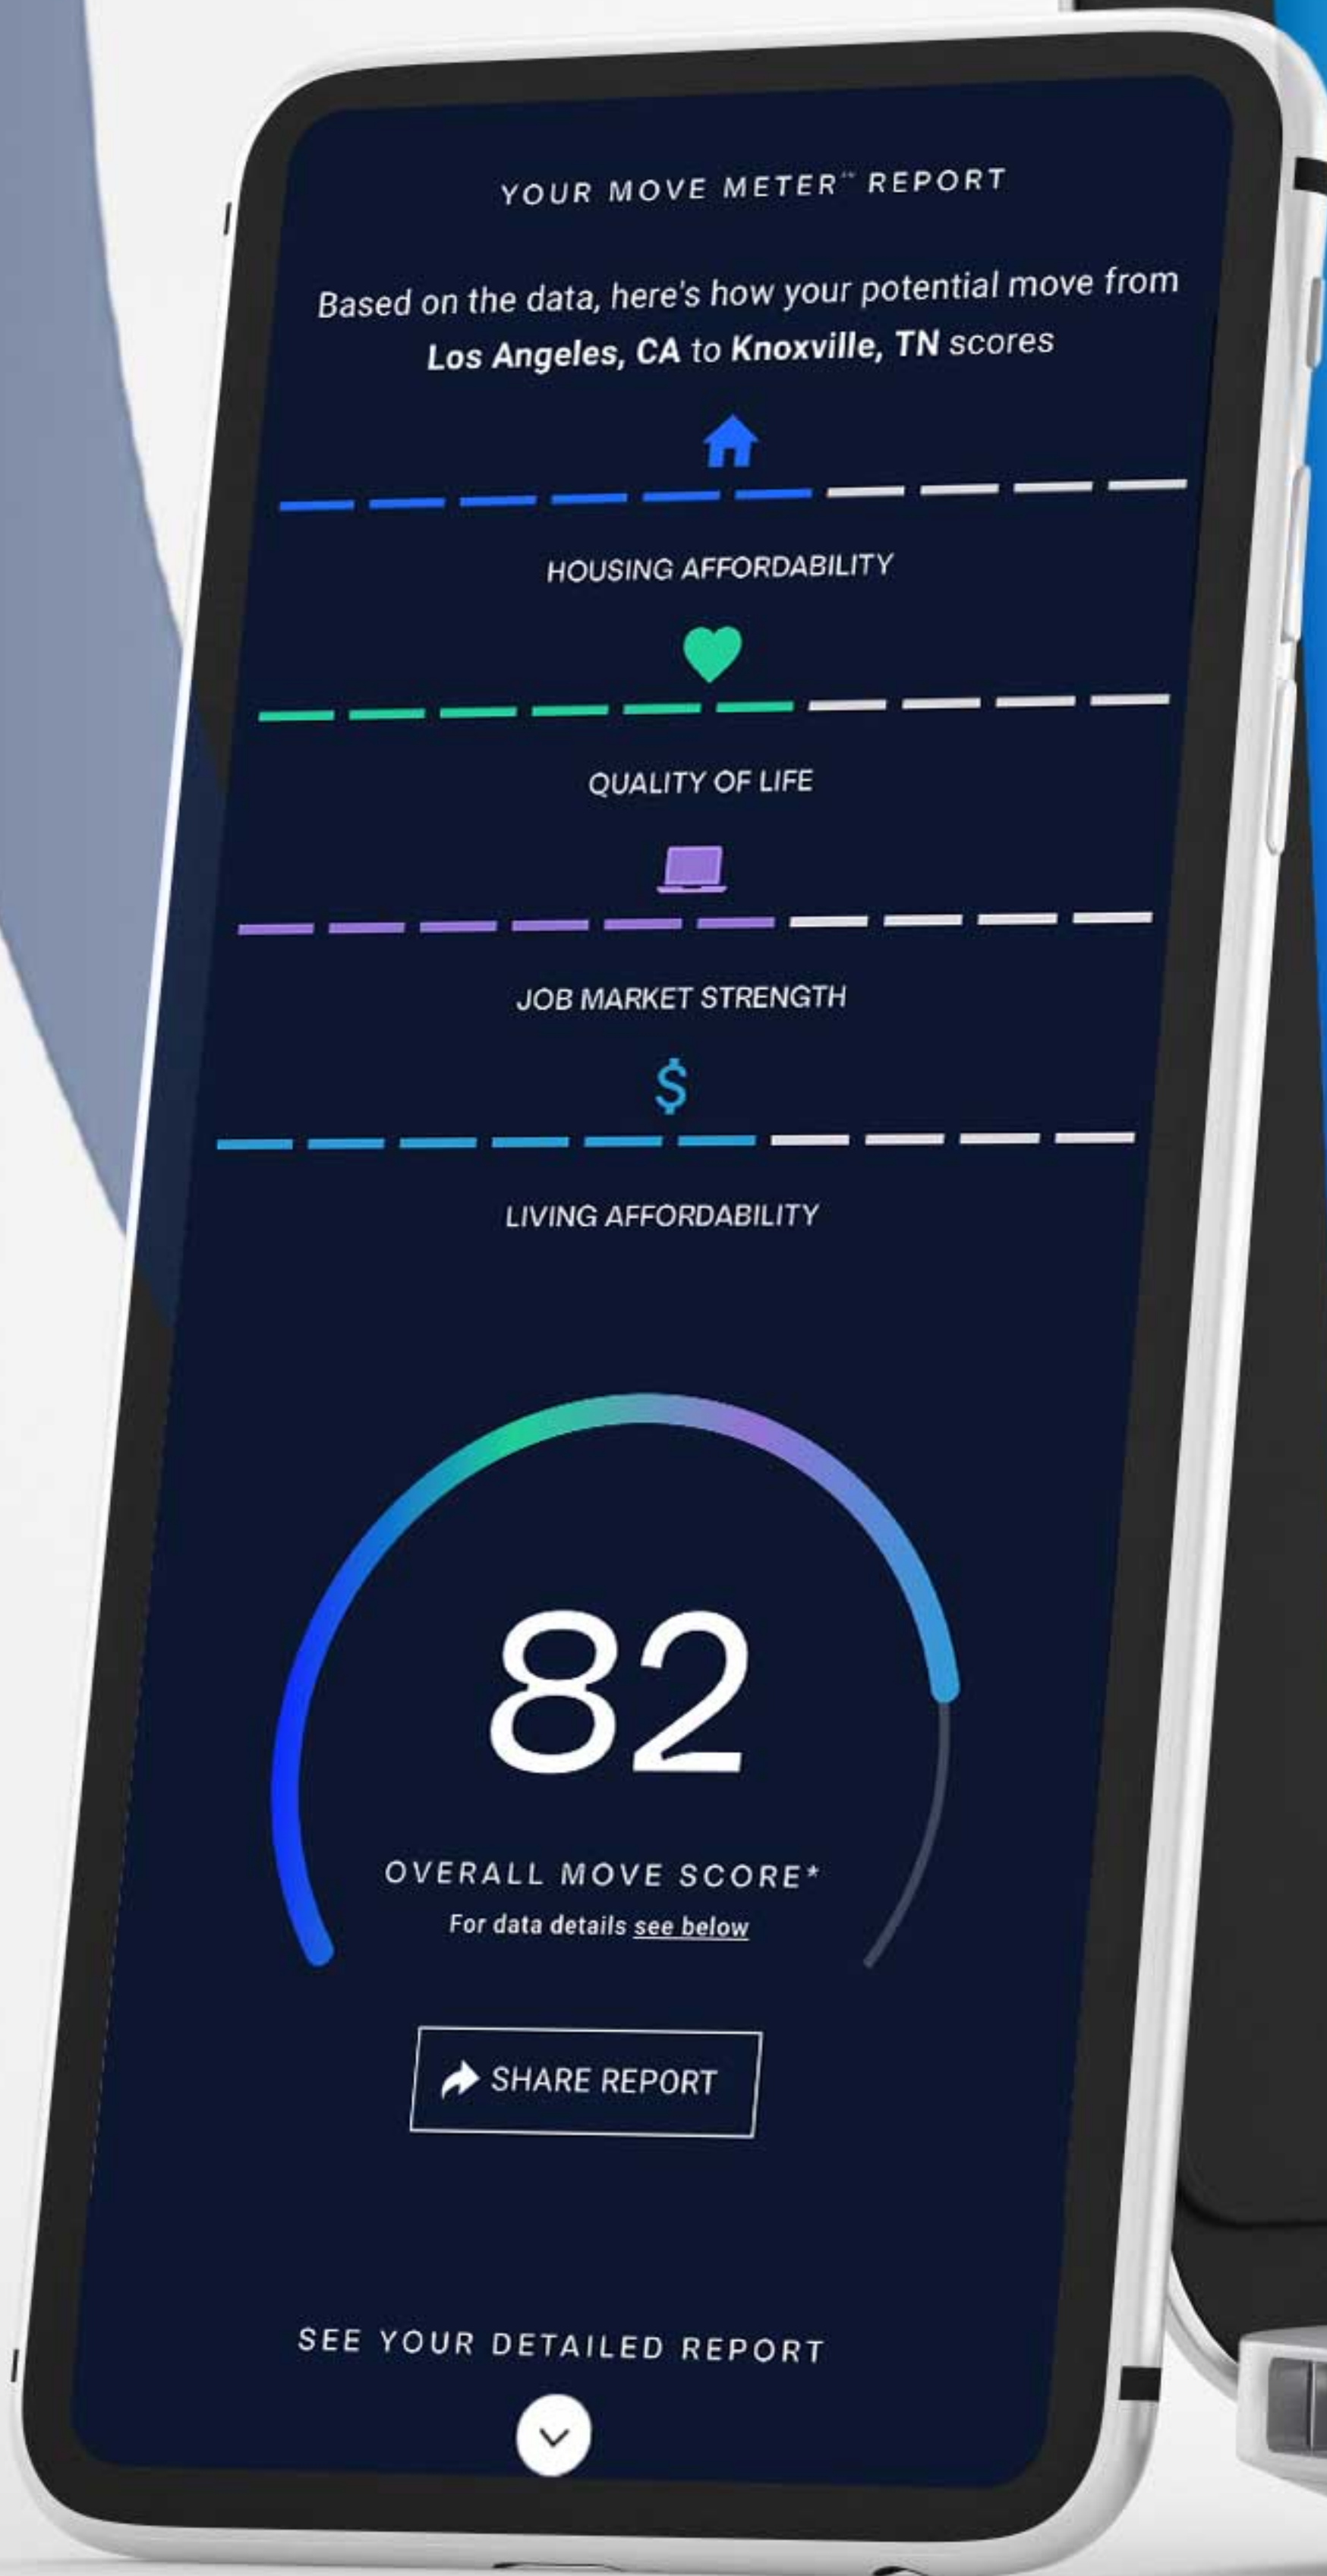 YOUR MOVE METER™ REPORT
Based on the data, here's how your potential move from
Los Angeles, CA to Knoxville, TN scores
HOUSING AFFORDABILITY
QUALITY OF LIFE
JOB MARKET STRENGTH
$
LIVING AFFORDABILITY
82
OVERALL MOVE SCORE*
For data details see below
SHARE REPORT
SEE YOUR DETAILED REPORT